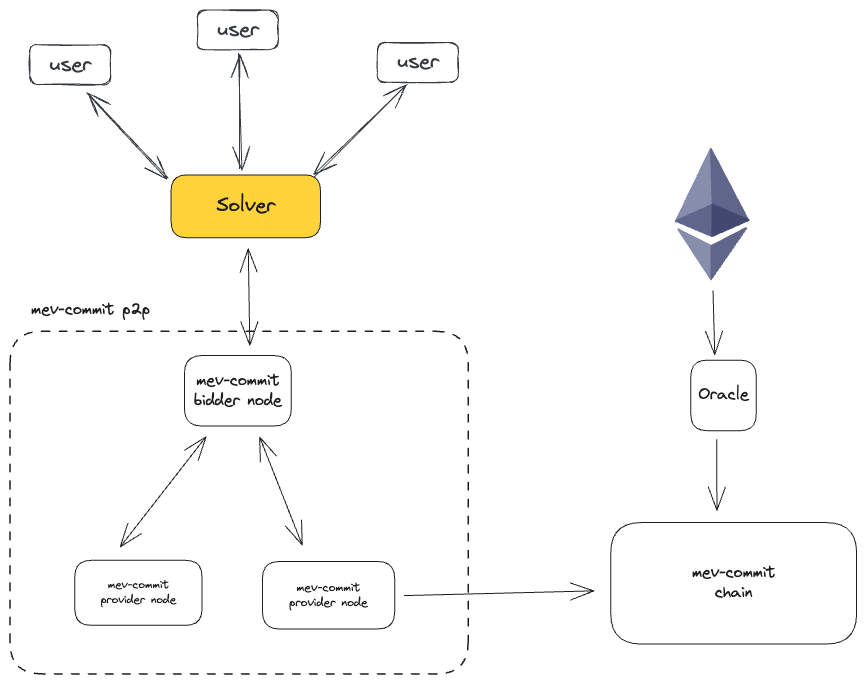 user
user
user
Solver
mev-commit p2p
mev-commit
bidder node
Oracle
mev-commit
provider node
mev-commit
provider node
mev-commit
chain